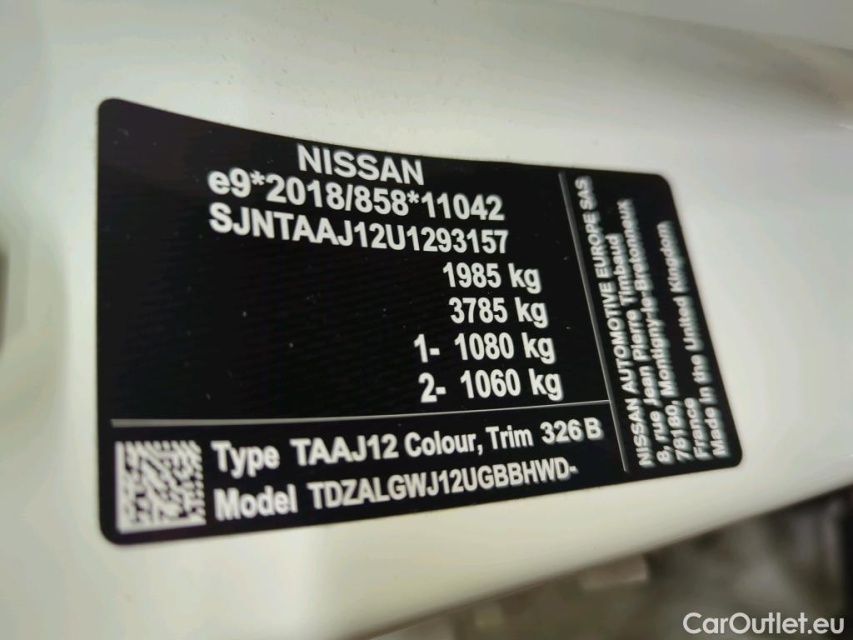 NISSAN
e9*2018/858*11042
SJNTAAJ12U1293157
1985 kg
3785 kg
1- 1080 kg
2- 1060 kg
Type TAAJ12 Colour, Trim 326 B
Model TDZALGWJ12UGBBHWD-
NISSAN AUTOMOTIVE EUROPE SAS
8, rue Jean Pierre Timbaud
78180, Montigny-le-Bretonneux
France
Made in the United Kingdom
CarOutlet.eu